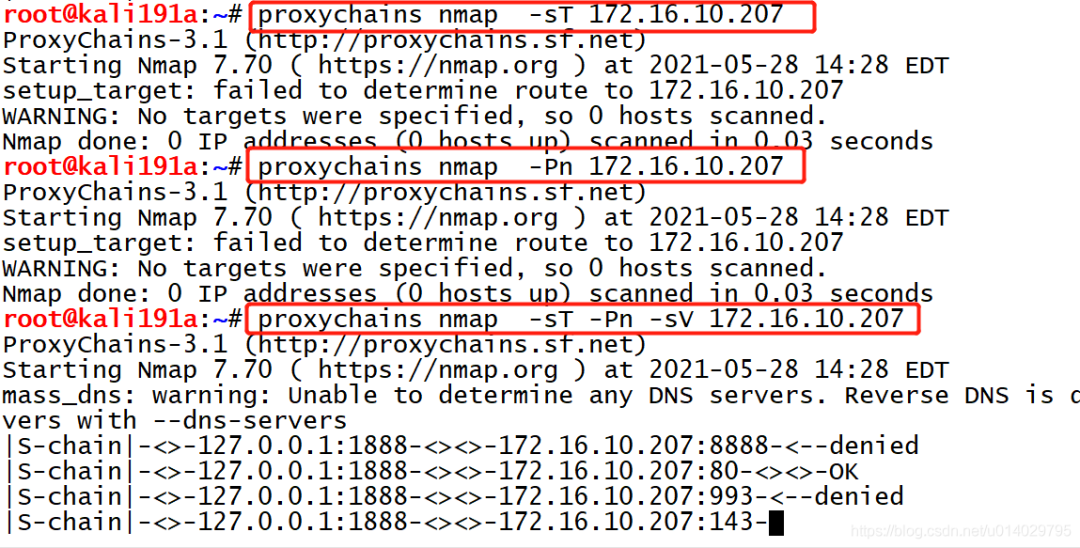 root@kali191a:~# proxychains nmap  -sT 172.16.10.207
ProxyChains-3.1 (http://proxychains.sf.net)
Starting Nmap 7.70 ( https://nmap.org ) at 2021-05-28 14:28 EDT
setup_target: failed to determine route to 172.16.10.207
WARNING: No targets were specified, so 0 hosts scanned.
Nmap done: 0 IP addresses (0 hosts up) scanned in 0.03 seconds
root@kali191a:~# proxychains nmap  -Pn 172.16.10.207
ProxyChains-3.1 (http://proxychains.sf.net)
Starting Nmap 7.70 ( https://nmap.org ) at 2021-05-28 14:28 EDT
setup_target: failed to determine route to 172.16.10.207
WARNING: No targets were specified, so 0 hosts scanned.
Nmap done: 0 IP addresses (0 hosts up) scanned in 0.03 seconds
root@kali191a:~# proxychains nmap  -sT -Pn -sV 172.16.10.207
ProxyChains-3.1 (http://proxychains.sf.net)
Starting Nmap 7.70 ( https://nmap.org ) at 2021-05-28 14:28 EDT
mass_dns: warning: Unable to determine any DNS servers. Reverse DNS is
vers with --dns-servers
|S-chain|-<>-127.0.0.1:1888-<><>-172.16.10.207:8888-<--denied
|S-chain|-<>-127.0.0.1:1888-<><>-172.16.10.207:80-<><>-OK
|S-chain|-<>-127.0.0.1:1888-<><>-172.16.10.207:993-<--denied
|S-chain|-<>-127.0.0.1:1888-<><>-172.16.10.207:143-
https://blog.csdn.net/u014029795